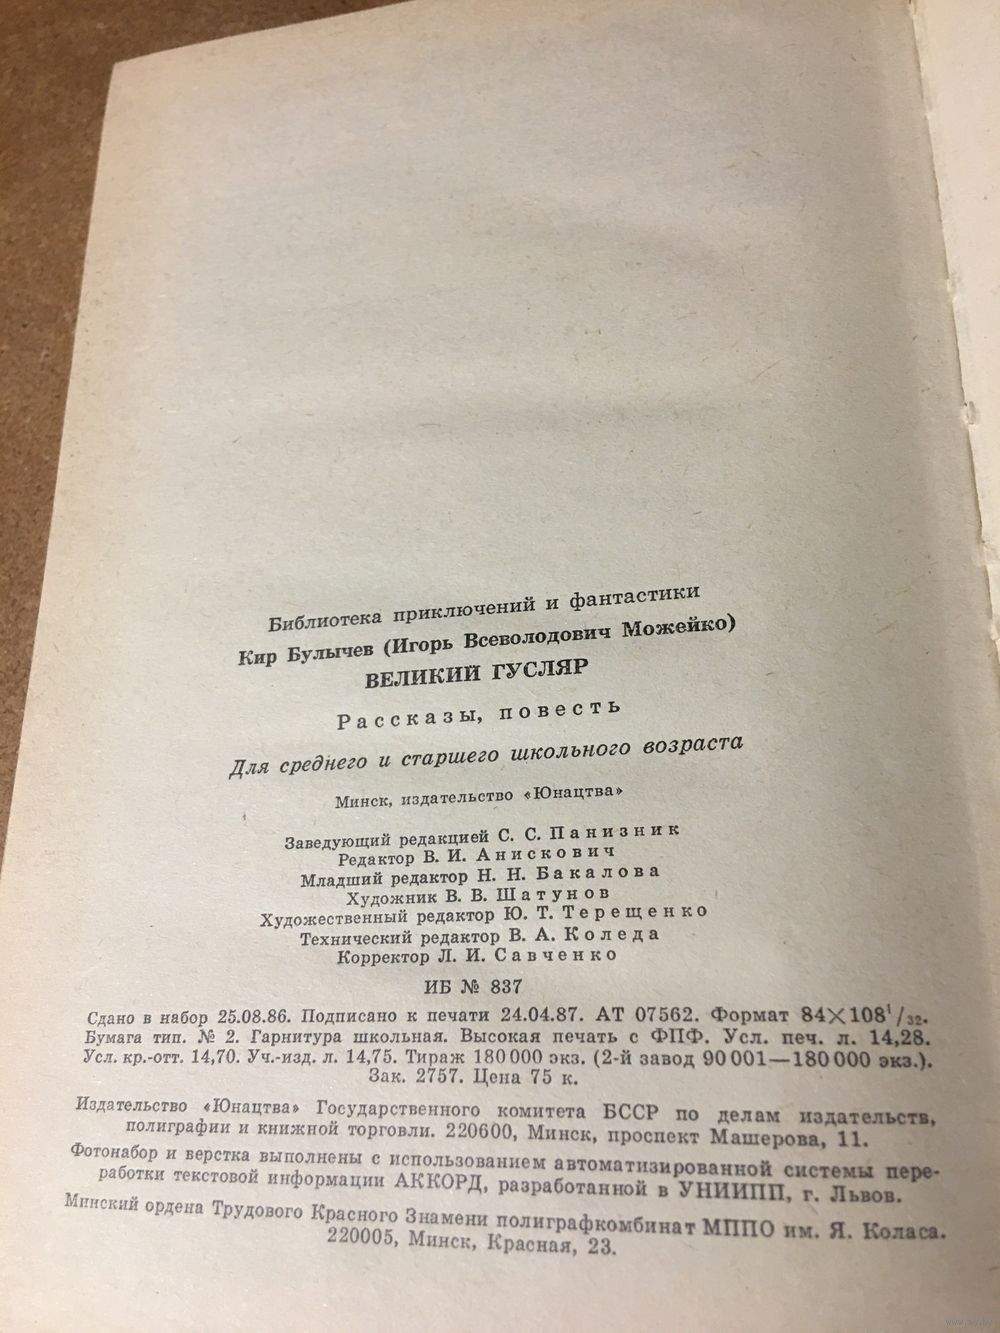 Библиотека приключений и фантастики
Кир Булычев (Игорь Всеволодович Можейко)
ВЕЛИКИЙ ГУСЛЯР
Рассказы, повесть
Для среднего и старшего школьного возраста
Минск, издательство «Юнацтва»
Заведующий редакцией С. С. Панизник
Редактор В. И. Анискович
Младший редактор Н. Н. Бакалова
Художник В. В. Шатунов
Художественный редактор Ю. Т. Терещенко
Технический редактор В. А. Коледа
Корректор Л. И. Савченко
ИБ № 837
Сдано в набор 25.08.86. Подписано к печати 24.04.87. АТ 07562. Формат 84×108¹/₃₂.
Бумага тип. № 2. Гарнитура школьная. Высокая печать с ФПФ. Усл. печ. л. 14,28.
Усл. кр.-отт. 14,70. Уч.-изд. л. 14,75. Тираж 180 000 экз. (2-й завод 90 001—180 000 экз.).
Зак. 2757. Цена 75 к.
Издательство «Юнацтва» Государственного комитета БССР по делам издательств,
полиграфии и книжной торговли. 220600, Минск, проспект Машерова, 11.
Фотонабор и верстка выполнены с использованием автоматизированной системы пере-
работки текстовой информации АККОРД, разработанной в УНИИПП, г. Львов.
Минский ордена Трудового Красного Знамени полиграфкомбинат МППО им. Я. Коласа.
220005, Минск, Красная, 23.